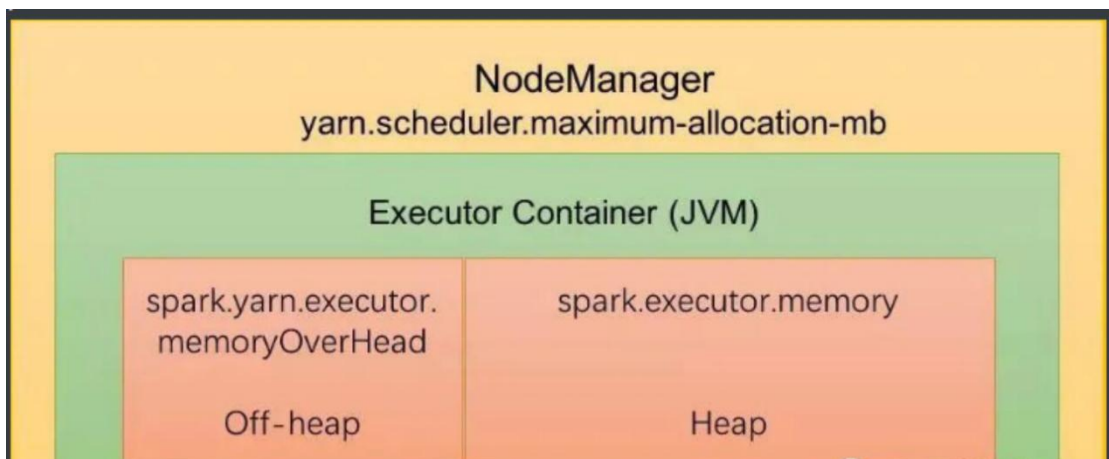 NodeManager
yarn.scheduler.maximum-allocation-mb
Executor Container (JVM)
spark.yarn.executor.
memoryOverHead
spark.executor.memory
Off-heap
Heap